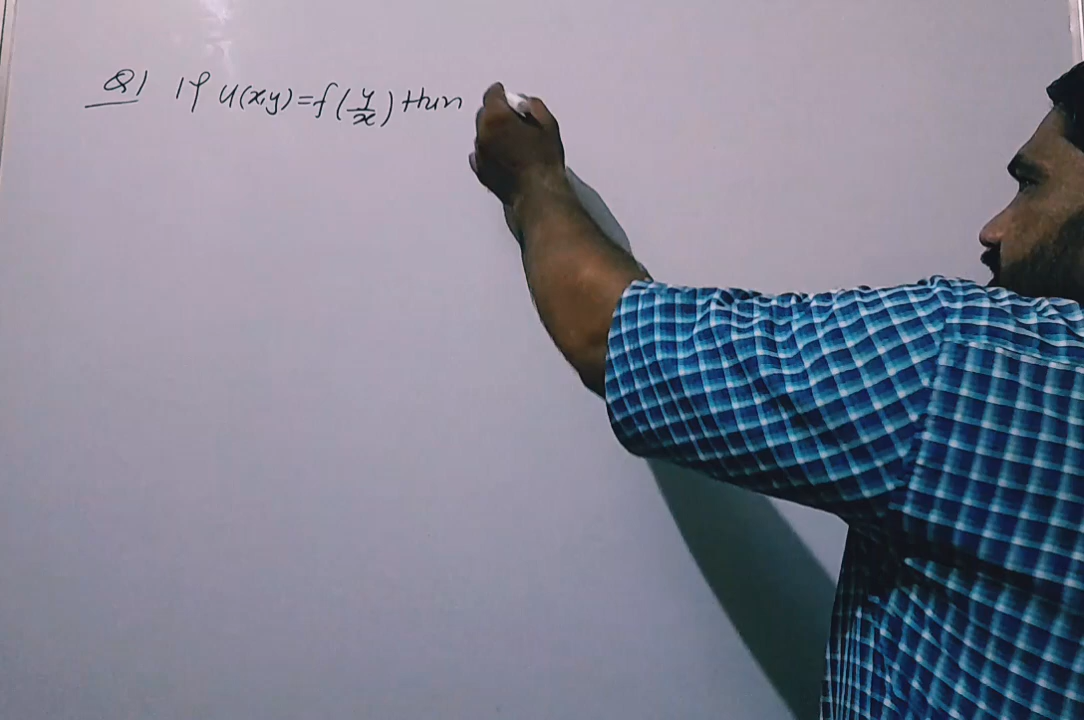 Q1 If u(x,y)=f(y/x) then